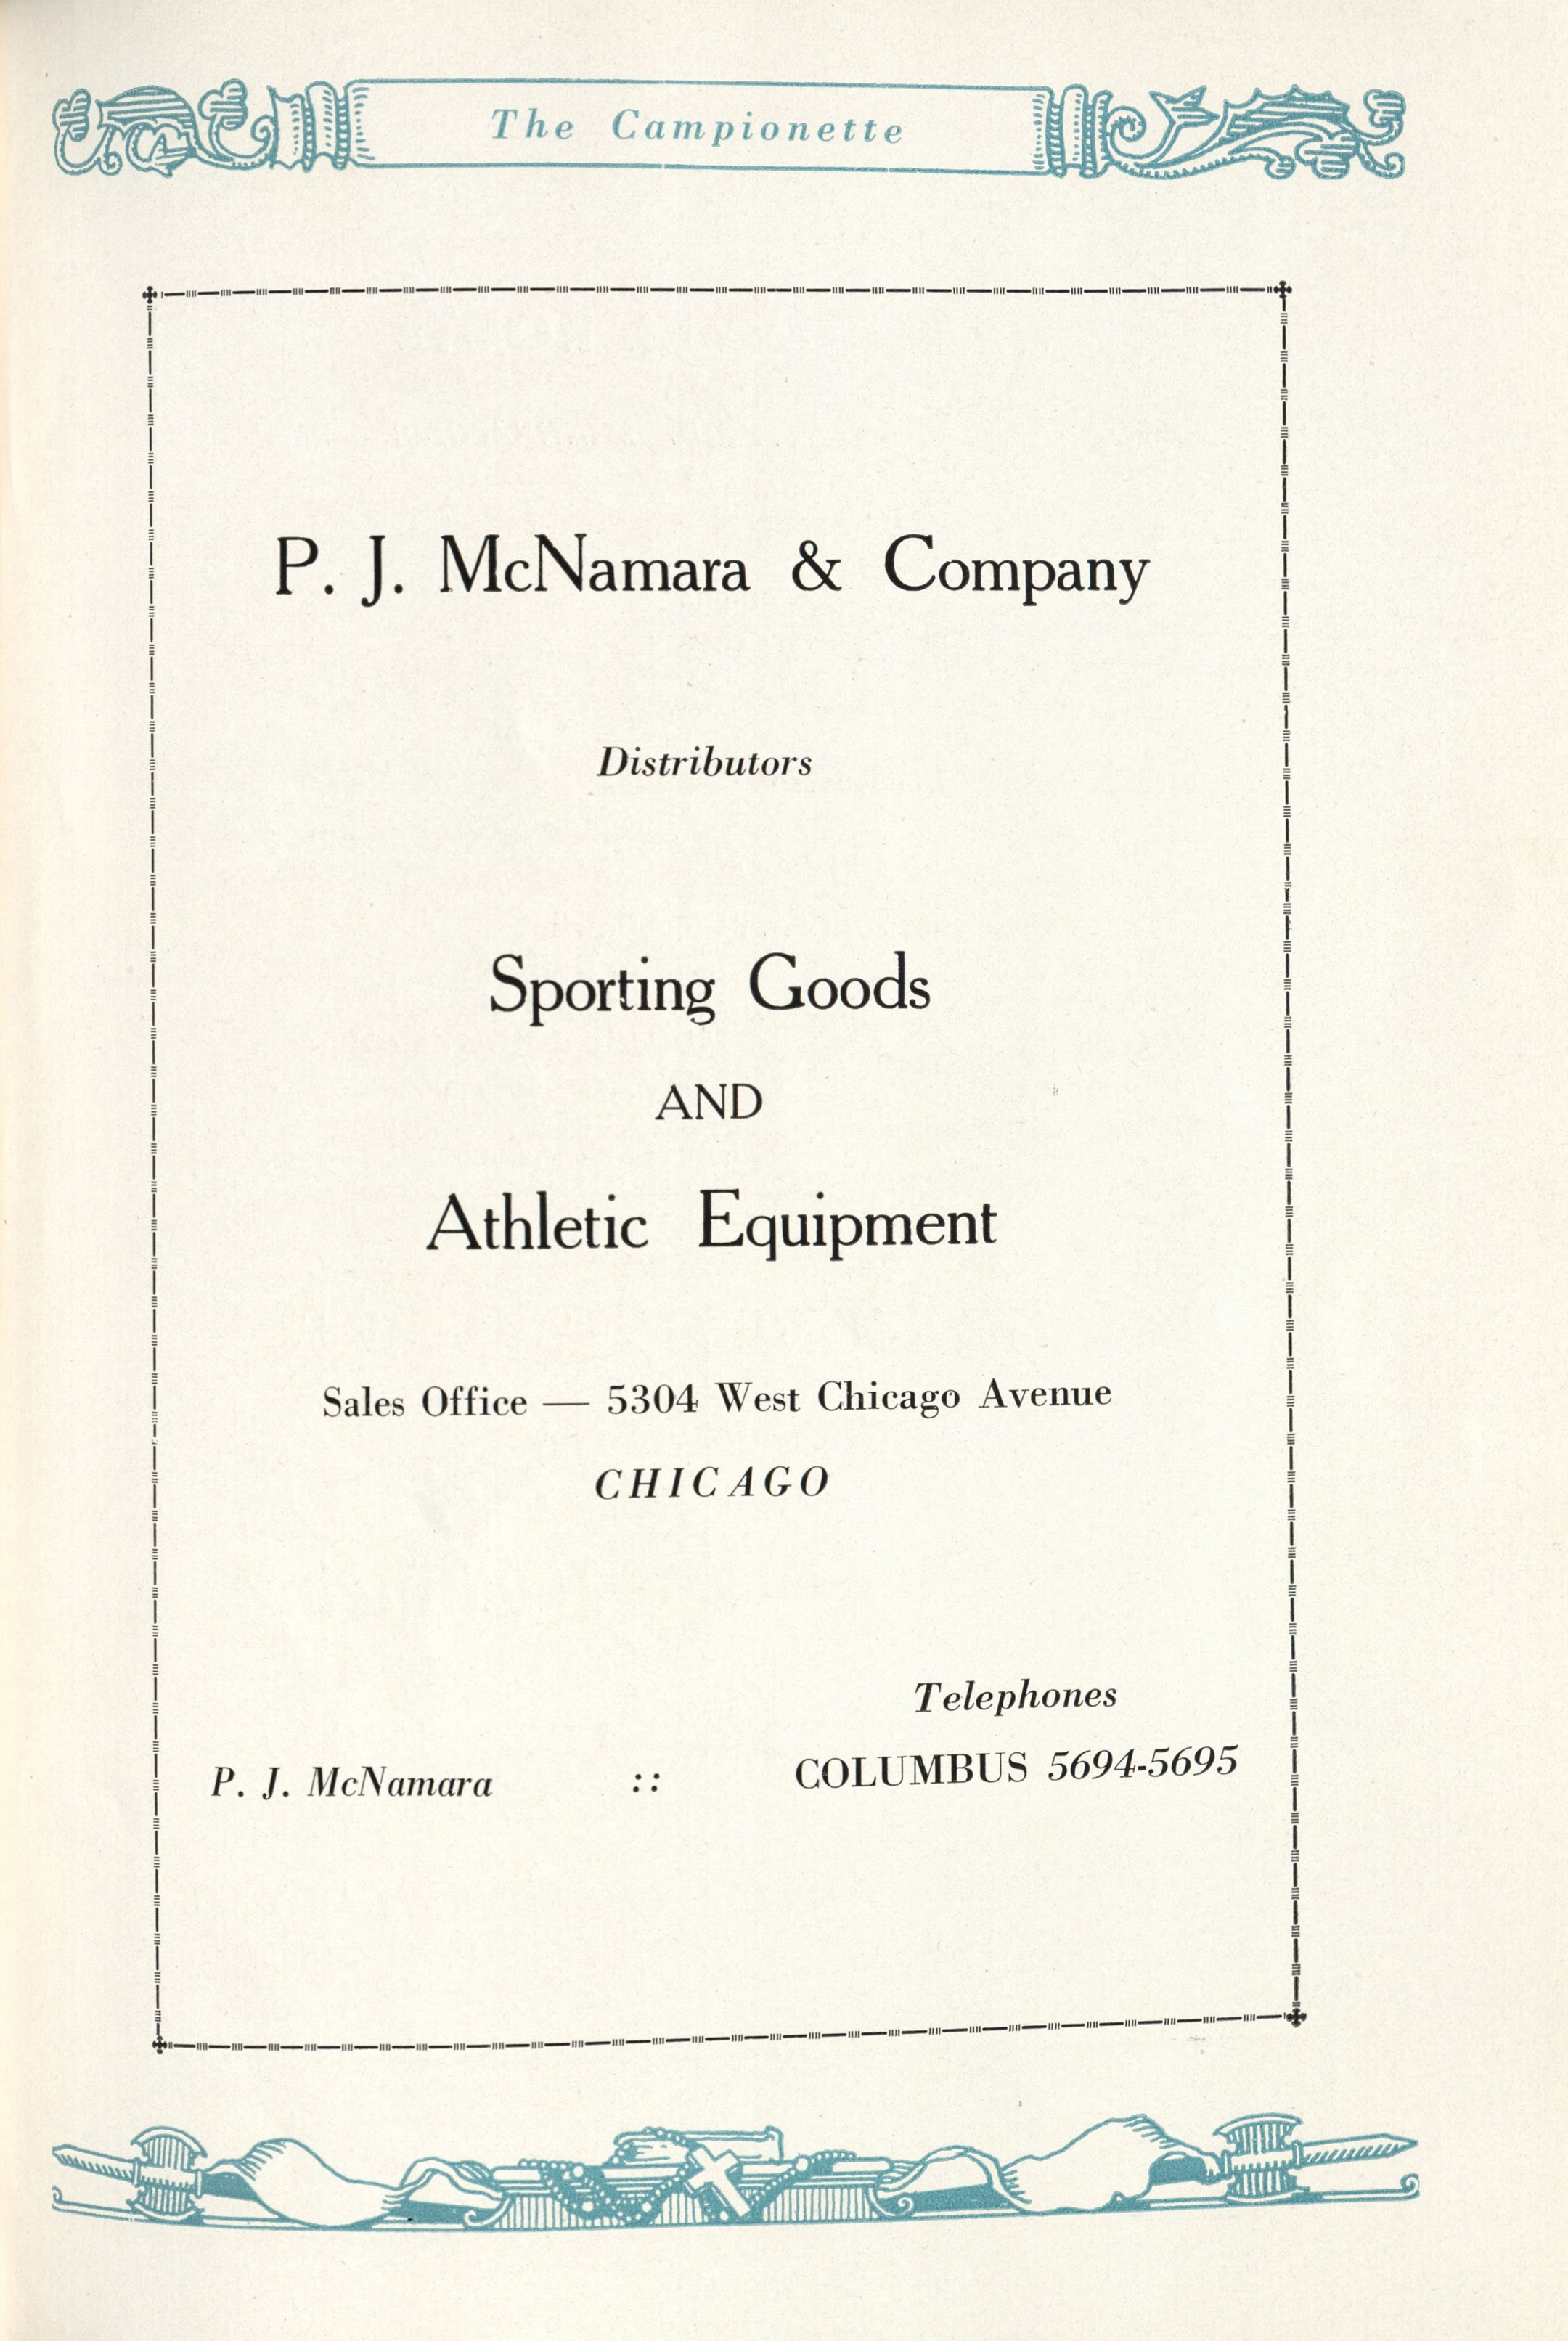 The Campionette
P. J. McNamara & Company
Distributors
Sporting Goods
AND
Athletic Equipment
Sales Office — 5304 West Chicago Avenue
CHICAGO
Telephones
P. J. McNamara :: COLUMBUS 5694-5695